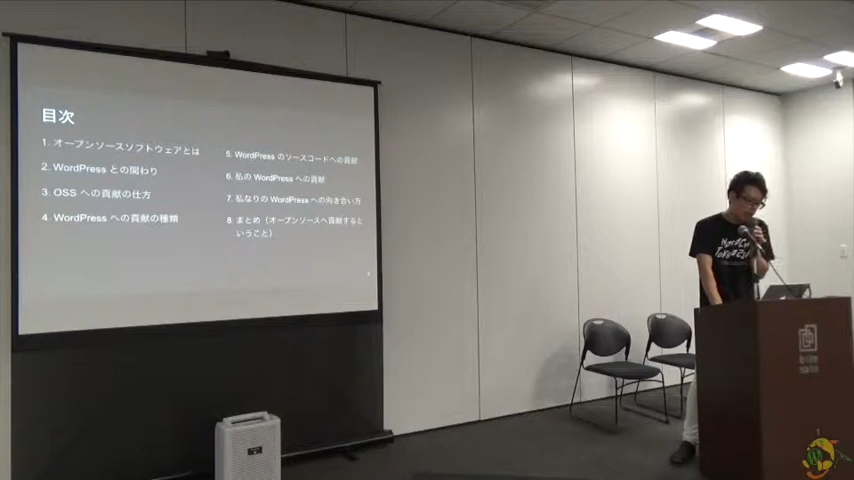 目次
1. オープンソースソフトウェアとは
2. WordPress との関わり
3. OSS への貢献の仕方
4. WordPress への貢献の種類
5. WordPress のソースコードへの貢献
6. 私の WordPress への貢献
7. 私なりの WordPress への向き合い方
8. まとめ（オープンソースへ貢献すると
いうこと）